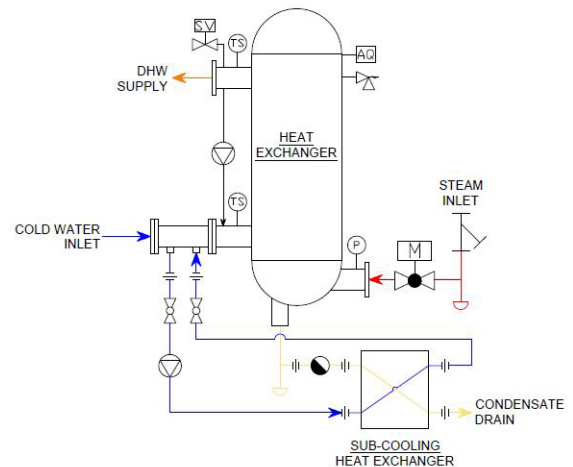 SV
TS
AQ
DHW
SUPPLY
HEAT
EXCHANGER
STEAM
INLET
TS
COLD WATER
INLET
P
M
CONDENSATE
DRAIN
SUB-COOLING
HEAT EXCHANGER